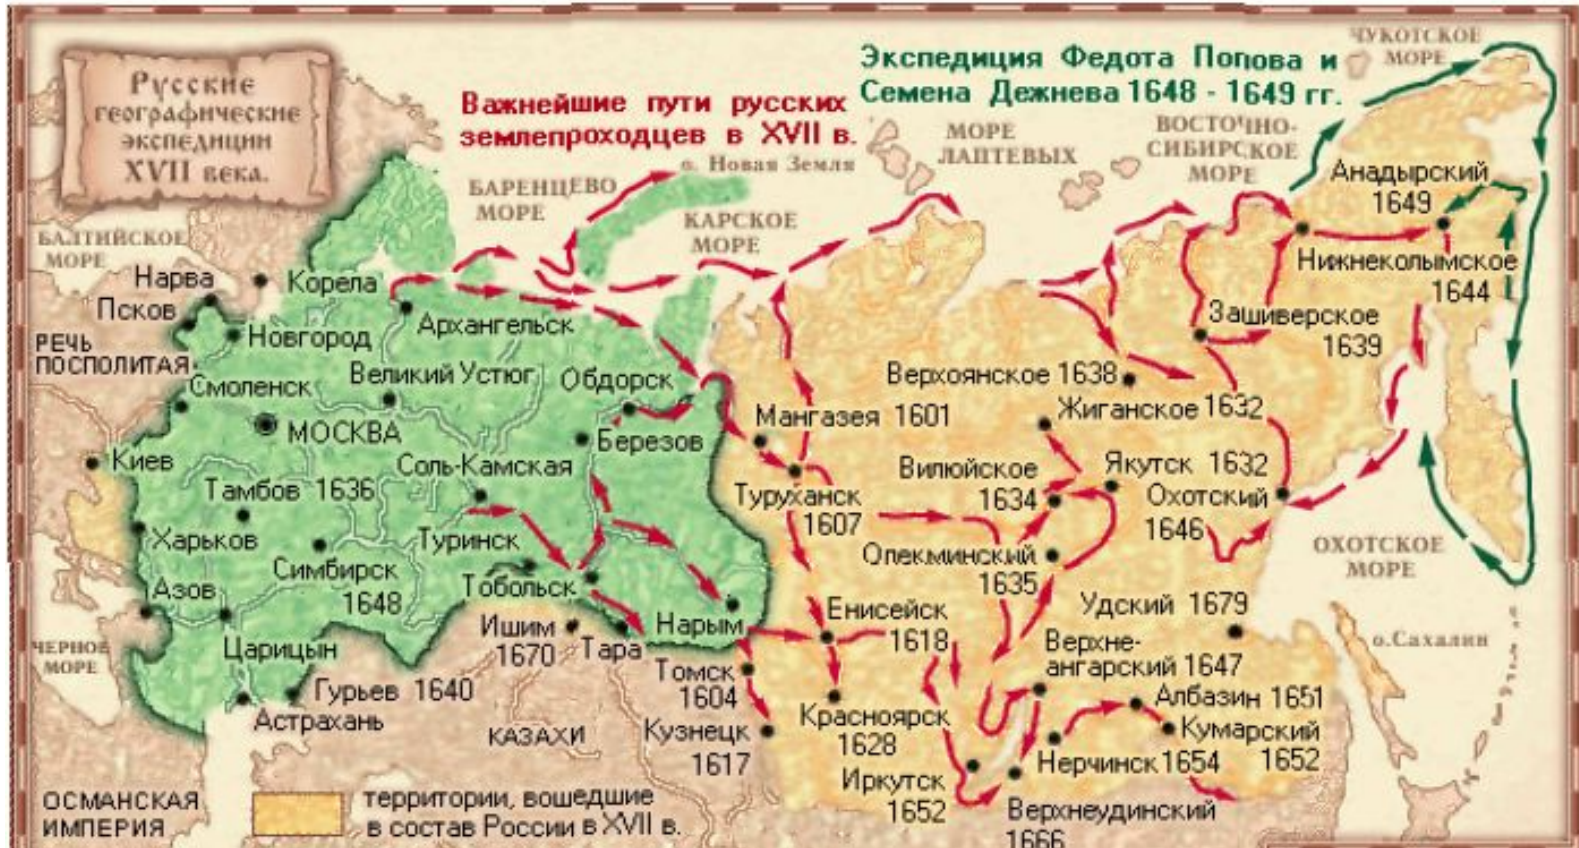 Русские
географические
экспедиции
XVII века.
Важнейшие пути русских
землепроходцев в XVII в.
Экспедиция Федота Попова и
Семена Дежнева 1648 - 1649 гг.
ЧУКОТСКОЕ
МОРЕ
МОРЕ
ЛАПТЕВЫХ
ВОСТОЧНО-
СИБИРСКОЕ
МОРЕ
о. Новая Земля
БАРЕНЦЕВО
МОРЕ
КАРСКОЕ
МОРЕ
БАЛТИЙСКОЕ
МОРЕ
Анадырский
1649
Нарва
Корела
Псков
Новгород
Архангельск
Нижнеколымское
1644
РЕЧЬ
ПОСПОЛИТАЯ
Зашиверское
1639
Смоленск
Великий Устюг
Обдорск
Верхоянское 1638
МОСКВА
Березов
Мангазея 1601
Жиганское 1632
Киев
Соль-Камская
Вилюйское
1634
Якутск 1632
Тамбов 1636
Туруханск
1607
Охотский
1646
Харьков
Туринск
Олекминский
1635
ОХОТСКОЕ
МОРЕ
Симбирск
1648
Азов
Тобольск
Удский 1679
Нарым
Енисейск
1618
ЧЕРНОЕ
МОРЕ
Царицын
Ишим
1670
Тара
Верхне-
ангарский 1647
о.Сахалин
Томск
1604
Гурьев 1640
Астрахань
Красноярск
1628
Албазин 1651
КАЗАХИ
Кузнецк
1617
Кумарский
1652
Нерчинск 1654
Иркутск
1652
Верхнеудинский
1666
ОСМАНСКАЯ
ИМПЕРИЯ
территории, вошедшие
в состав России в XVII в.